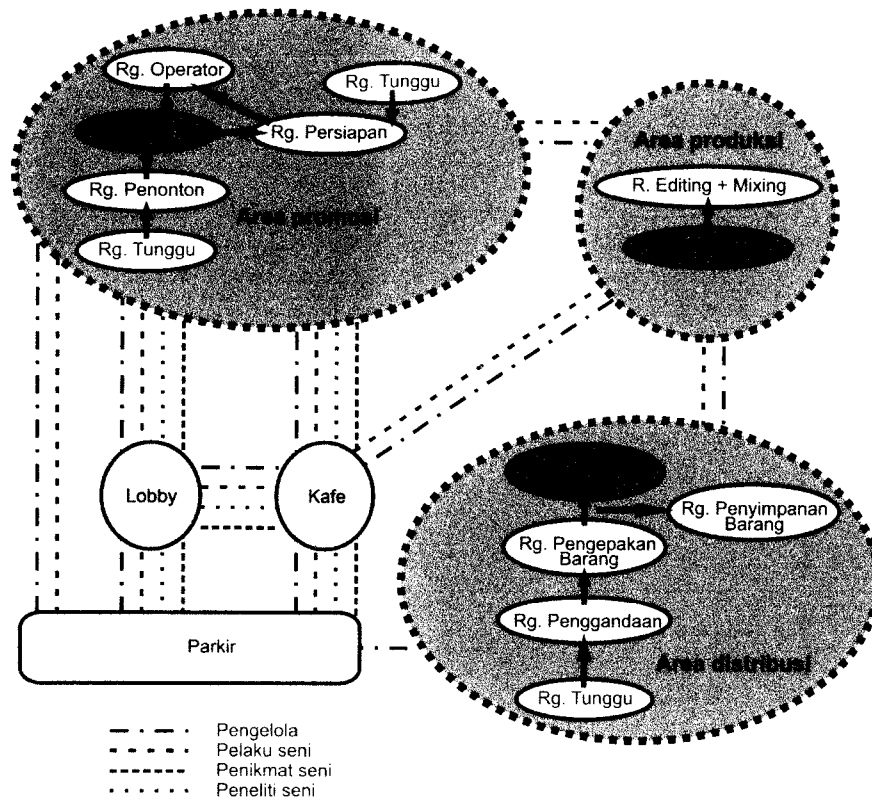 Rg. Operator
Rg. Tunggu
Rg. Persiapan
Rg. Penonton
Area promosi
Rg. Tunggu
Area produksi
R. Editing + Mixing
Lobby
Kafe
Rg. Penyimpanan
Barang
Rg. Pengepakan
Barang
Rg. Penggandaan
Area distribusi
Rg. Tunggu
Parkir
Pengelola
Pelaku seni
Penikmat seni
Peneliti seni